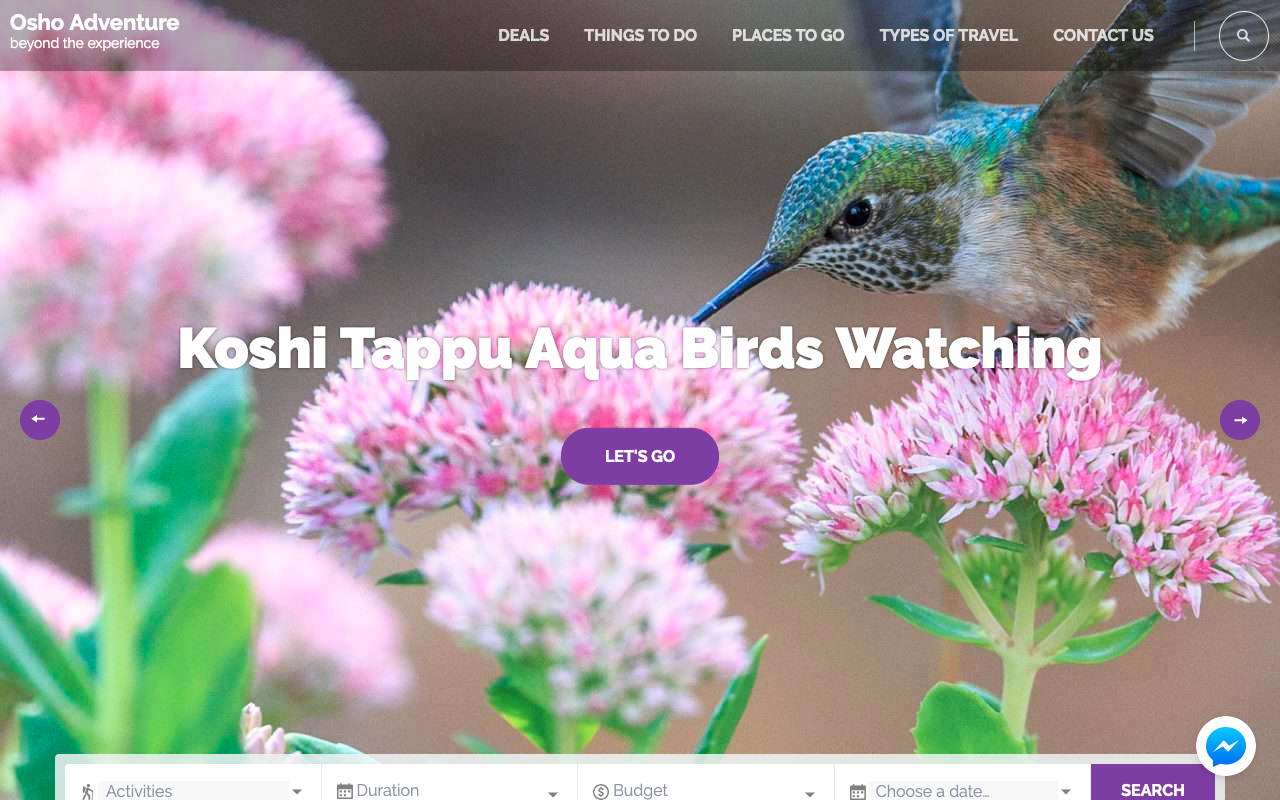 Osho Adventure
beyond the experience
DEALS THINGS TO DO PLACES TO GO TYPES OF TRAVEL CONTACT US
Koshi Tappu Aqua Birds Watching
LET'S GO
Activities Duration Budget Choose a date... SEARCH